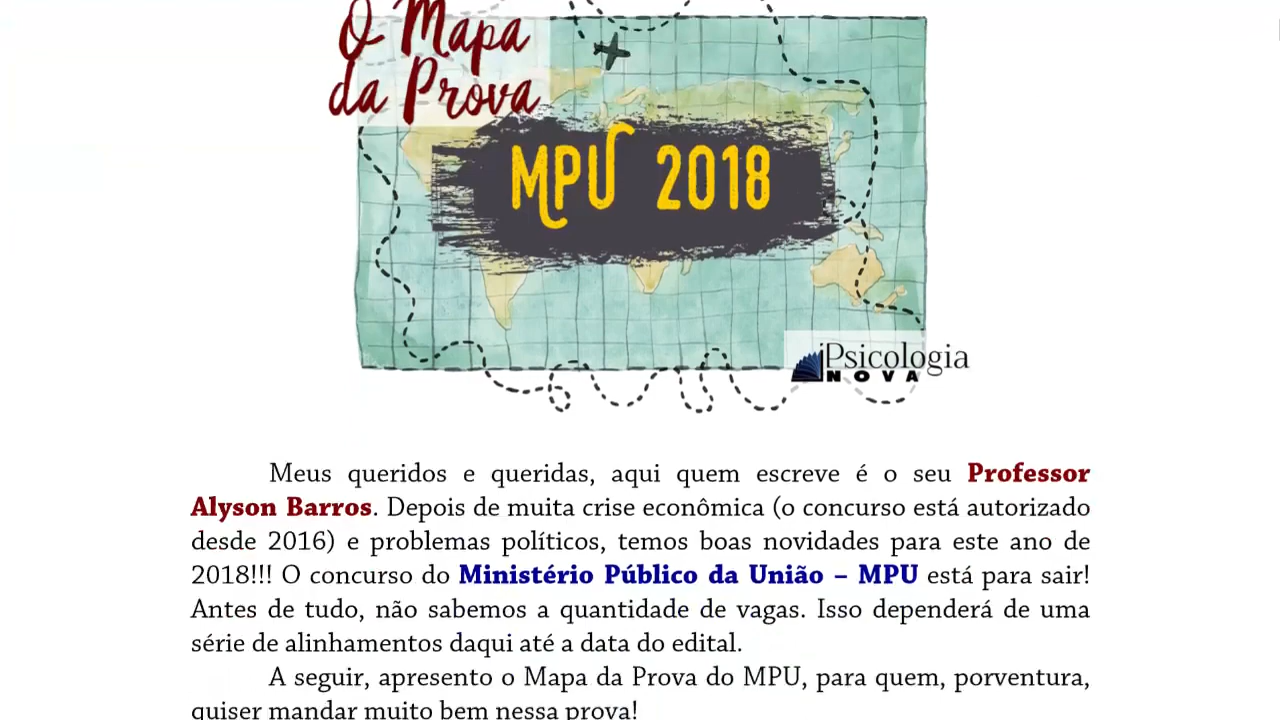 O Mapa
da Prova
MPU 2018
Psicologia
NOVA
Meus queridos e queridas, aqui quem escreve é o seu Professor
Alyson Barros. Depois de muita crise econômica (o concurso está autorizado
desde 2016) e problemas políticos, temos boas novidades para este ano de
2018!!! O concurso do Ministério Público da União – MPU está para sair!
Antes de tudo, não sabemos a quantidade de vagas. Isso dependerá de uma
série de alinhamentos daqui até a data do edital.
A seguir, apresento o Mapa da Prova do MPU, para quem, porventura,
quiser mandar muito bem nessa prova!